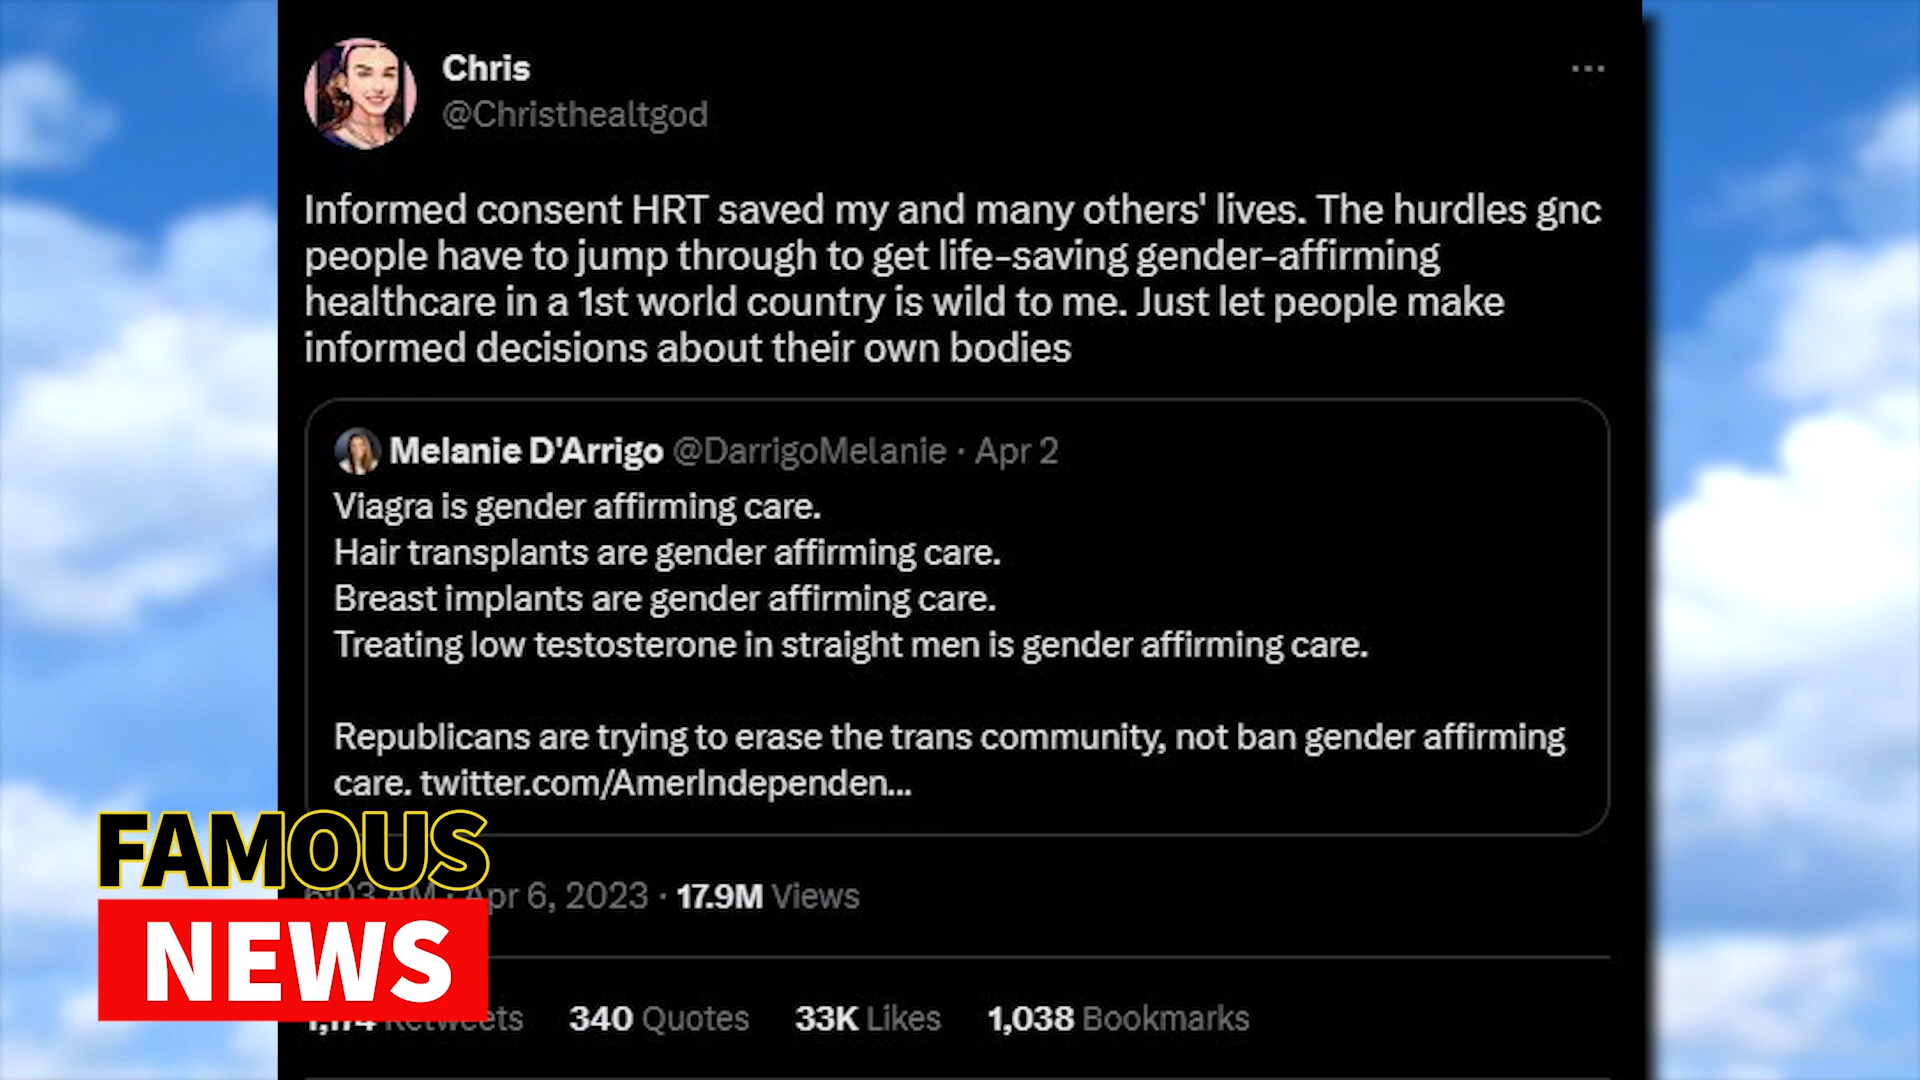 Chris
@Christhealtgod
Informed consent HRT saved my and many others' lives. The hurdles gnc
people have to jump through to get life-saving gender-affirming
healthcare in a 1st world country is wild to me. Just let people make
informed decisions about their own bodies
Melanie D'Arrigo @DarrigoMelanie · Apr 2
Viagra is gender affirming care.
Hair transplants are gender affirming care.
Breast implants are gender affirming care.
Treating low testosterone in straight men is gender affirming care.
Republicans are trying to erase the trans community, not ban gender affirming
care. twitter.com/AmerIndependen...
FAMOUS
NEWS
6:03 AM · Apr 6, 2023 · 17.9M Views
Retweets 340 Quotes 33K Likes 1,038 Bookmarks